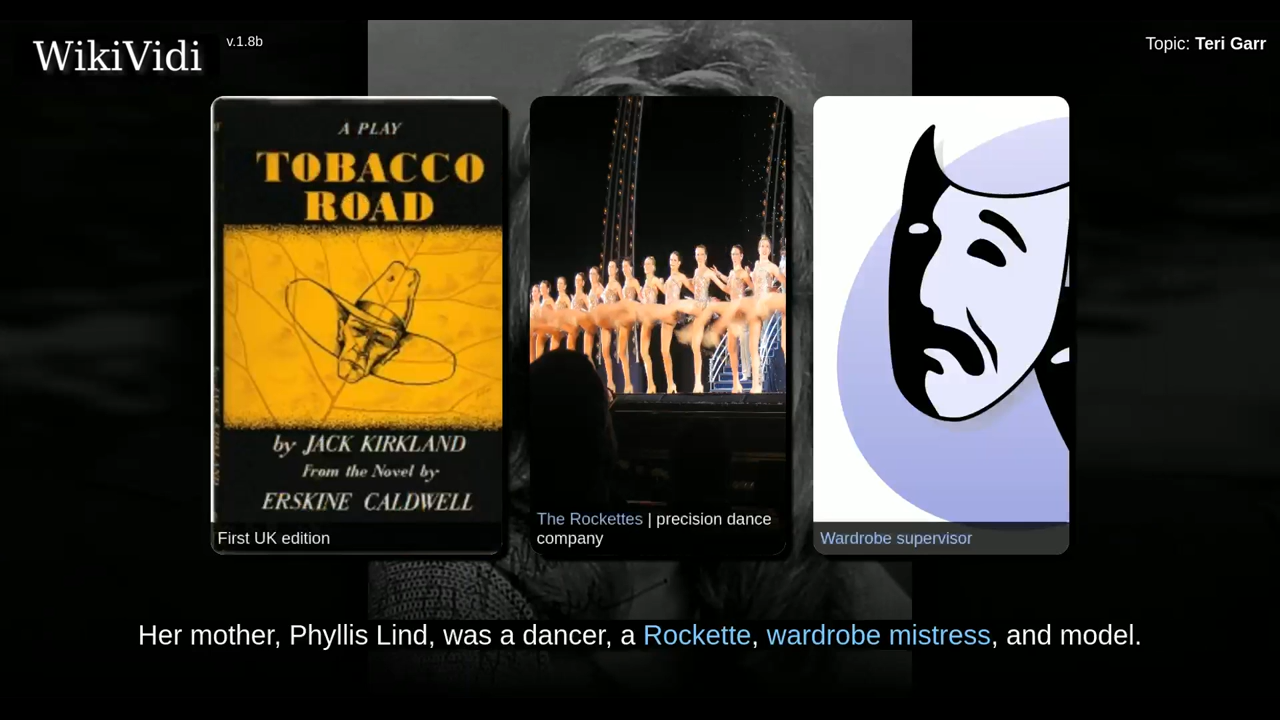 WikiVidi
v.1.8b
Topic: Teri Garr
A PLAY
TOBACCO
ROAD
by JACK KIRKLAND
From the Novel by
ERSKINE CALDWELL
First UK edition
The Rockettes | precision dance
company
Wardrobe supervisor
Her mother, Phyllis Lind, was a dancer, a Rockette, wardrobe mistress, and model.